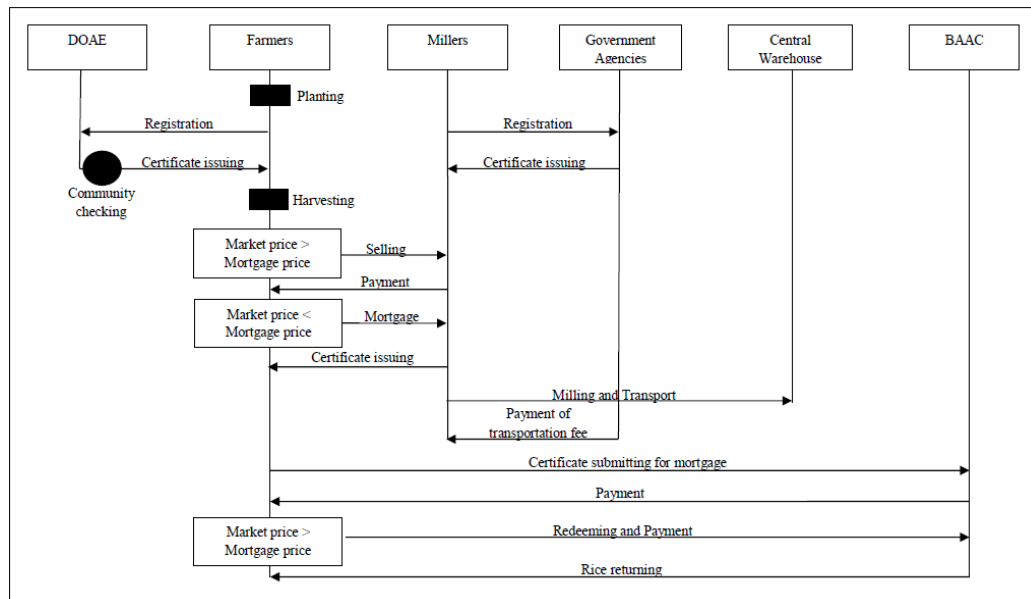 DOAE
Farmers
Millers
Government
Agencies
Central
Warehouse
BAAC
Planting
Registration
Registration
Certificate issuing
Certificate issuing
Community
checking
Harvesting
Market price >
Mortgage price
Selling
Payment
Market price <
Mortgage price
Mortgage
Certificate issuing
Milling and Transport
Payment of
transportation fee
Certificate submitting for mortgage
Payment
Market price >
Mortgage price
Redeeming and Payment
Rice returning